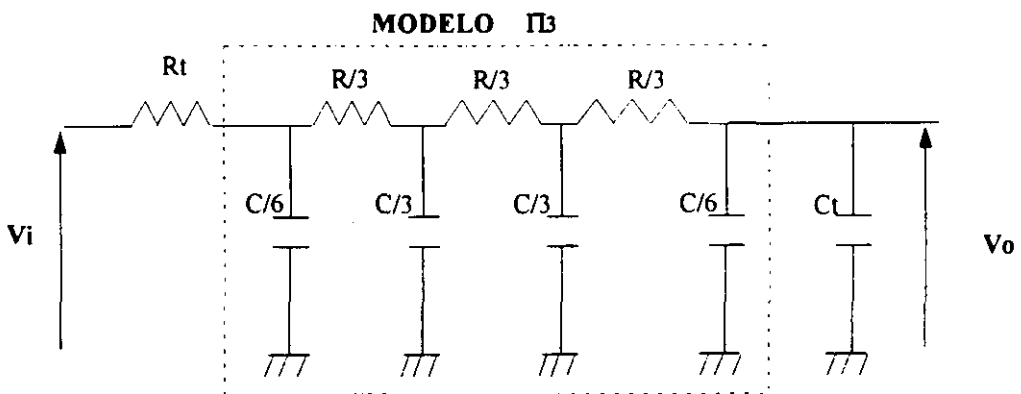 MODELO Π3
Rt
R/3
R/3
R/3
C/6
C/3
C/3
C/6
Ct
Vi
Vo